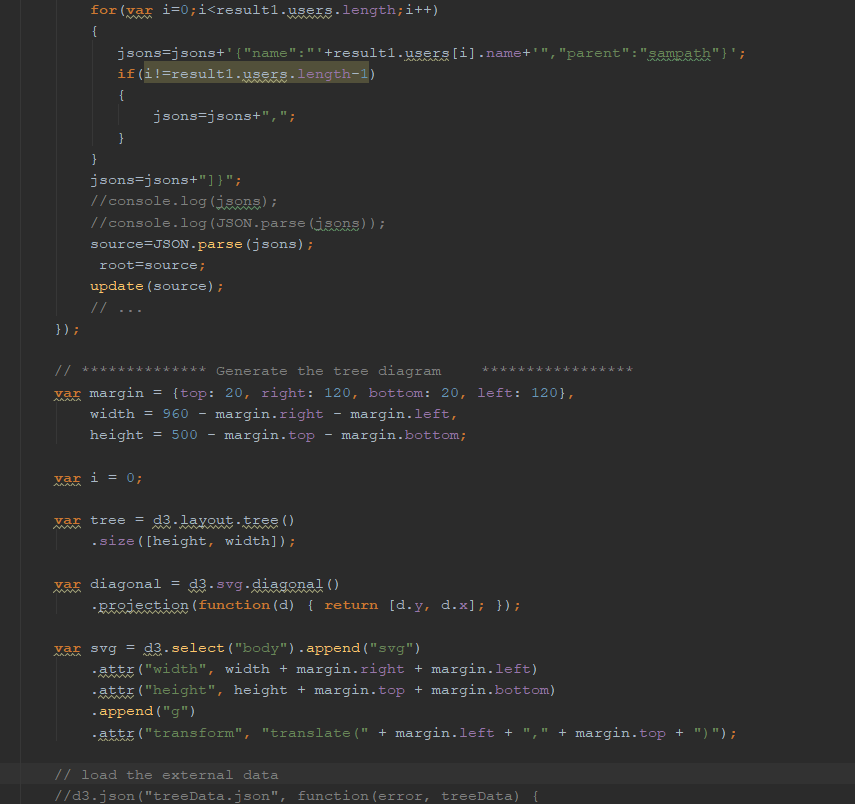 for(var i=0;i<result1.users.length;i++)
{
jsons=jsons+'{"name":"'+result1.users[i].name+'","parent":"sampath"}';
if(i!=result1.users.length-1)
{
jsons=jsons+",";
}
}
jsons=jsons+"]}";
//console.log(jsons);
//console.log(JSON.parse(jsons));
source=JSON.parse(jsons);
root=source;
update(source);
// ...
});
// ************** Generate the tree diagram *****************
var margin = {top: 20, right: 120, bottom: 20, left: 120},
width = 960 - margin.right - margin.left,
height = 500 - margin.top - margin.bottom;
var i = 0;
var tree = d3.layout.tree()
.size([height, width]);
var diagonal = d3.svg.diagonal()
.projection(function(d) { return [d.y, d.x]; });
var svg = d3.select("body").append("svg")
.attr("width", width + margin.right + margin.left)
.attr("height", height + margin.top + margin.bottom)
.append("g")
.attr("transform", "translate(" + margin.left + "," + margin.top + ")");
// load the external data
//d3.json("treeData.json", function(error, treeData) {